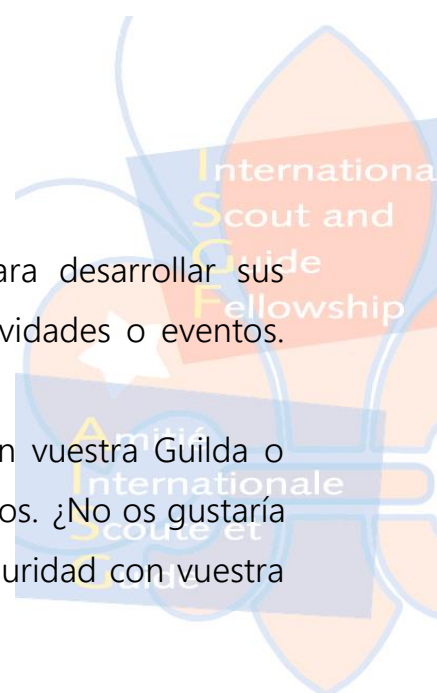 International
Scout and
Guide
Fellowship
ara desarrollar sus
vidades o eventos.
Amitié
Internationale
Scoute et
Guide
n vuestra Guilda o
os. ¿No os gustaría
uridad con vuestra